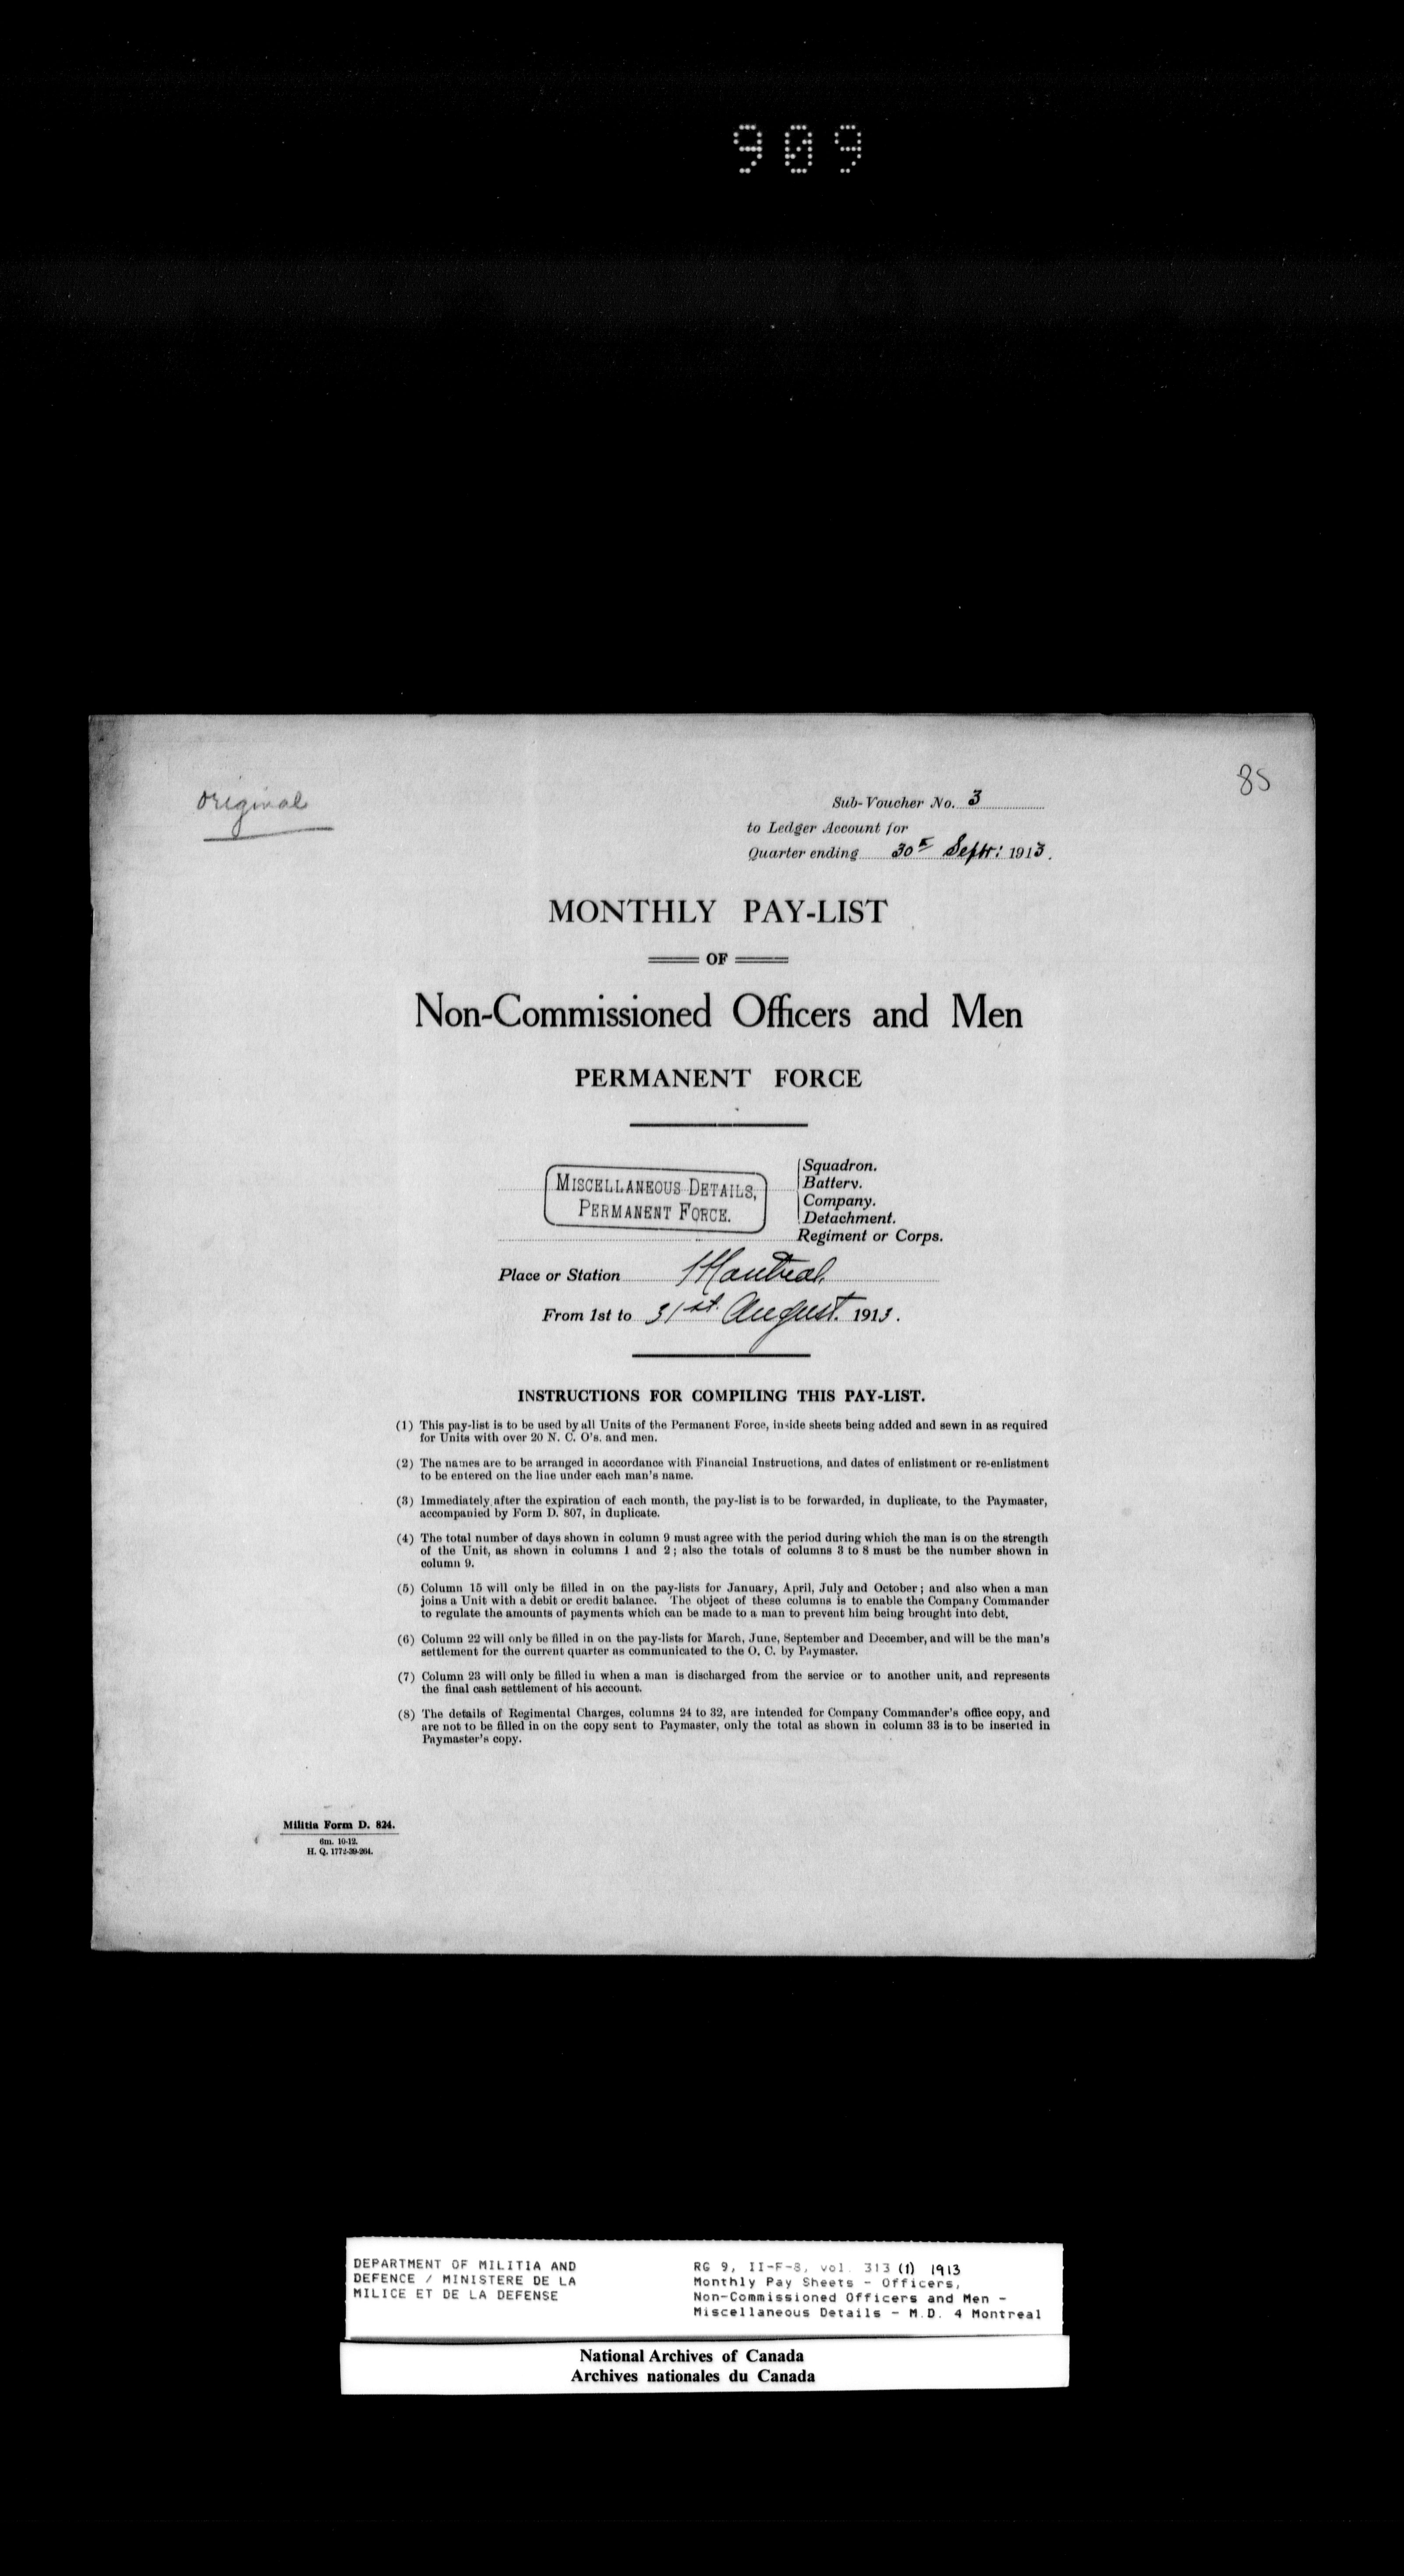 909
original
85
Sub-Voucher No. 3
to Ledger Account for
Quarter ending 30th Septr: 1913.
MONTHLY PAY-LIST
OF
Non-Commissioned Officers and Men
PERMANENT FORCE
MISCELLANEOUS DETAILS,
PERMANENT FORCE.
Squadron.
Battery.
Company.
Detachment.
Regiment or Corps.
Place or Station Montreal.
From 1st to 31st August. 1913.
INSTRUCTIONS FOR COMPILING THIS PAY-LIST.
(1) This pay-list is to be used by all Units of the Permanent Force, inside sheets being added and sewn in as required
for Units with over 20 N. C. O's. and men.
(2) The names are to be arranged in accordance with Financial Instructions, and dates of enlistment or re-enlistment
to be entered on the line under each man's name.
(3) Immediately after the expiration of each month, the pay-list is to be forwarded, in duplicate, to the Paymaster,
accompanied by Form D. 807, in duplicate.
(4) The total number of days shown in column 9 must agree with the period during which the man is on the strength
of the Unit, as shown in columns 1 and 2; also the totals of columns 3 to 8 must be the number shown in
column 9.
(5) Column 15 will only be filled in on the pay-lists for January, April, July and October; and also when a man
joins a Unit with a debit or credit balance. The object of these columns is to enable the Company Commander
to regulate the amounts of payments which can be made to a man to prevent him being brought into debt.
(6) Column 22 will only be filled in on the pay-lists for March, June, September and December, and will be the man's
settlement for the current quarter as communicated to the O. C. by Paymaster.
(7) Column 23 will only be filled in when a man is discharged from the service or to another unit, and represents
the final cash settlement of his account.
(8) The details of Regimental Charges, columns 24 to 32, are intended for Company Commander's office copy, and
are not to be filled in on the copy sent to Paymaster, only the total as shown in column 33 is to be inserted in
Paymaster's copy.
Militia Form D. 824.
6m. 10-12.
H. Q. 1772-39-264.
DEPARTMENT OF MILITIA AND
DEFENCE / MINISTERE DE LA
MILICE ET DE LA DEFENSE
RG 9, II-F-8, vol. 313 (1) 1913
Monthly Pay Sheets - Officers,
Non-Commissioned Officers and Men -
Miscellaneous Details - M.D. 4 Montreal
National Archives of Canada
Archives nationales du Canada